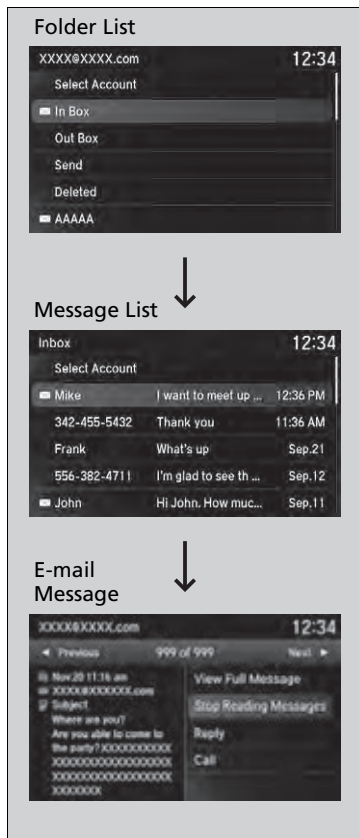 Folder List
XXXX@XXXX.com 12:34
Select Account
In Box
Out Box
Send
Deleted
AAAAA
Message List
Inbox 12:34
Select Account
Mike I want to meet up ... 12:36 PM
342-455-5432 Thank you 11:36 AM
Frank What's up Sep.21
556-382-4711 I'm glad to see th ... Sep.12
John Hi John. How muc... Sep.11
E-mail
Message
XXXX@XXXX.com 12:34
Previous 999 of 999 Next
Nov.20 11:16 am
XXXX@XXXXXX.com
Subject
Where are you?
Are you able to come to
the party? XXXXXXXXXX
XXXXXXXXXXXXXXXXXX
XXXXXXXXXXXXXXXXXX
XXXXXXX
View Full Message
Stop Reading Messages
Reply
Call